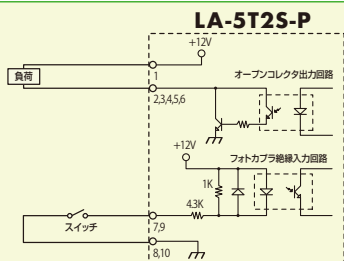 LA-5T2S-P
+12V
負荷
1
オープンコレクタ出力回路
2,3,4,5,6
+12V
フォトカプラ絶縁入力回路
1K
4.3K
スイッチ
7,9
8,10